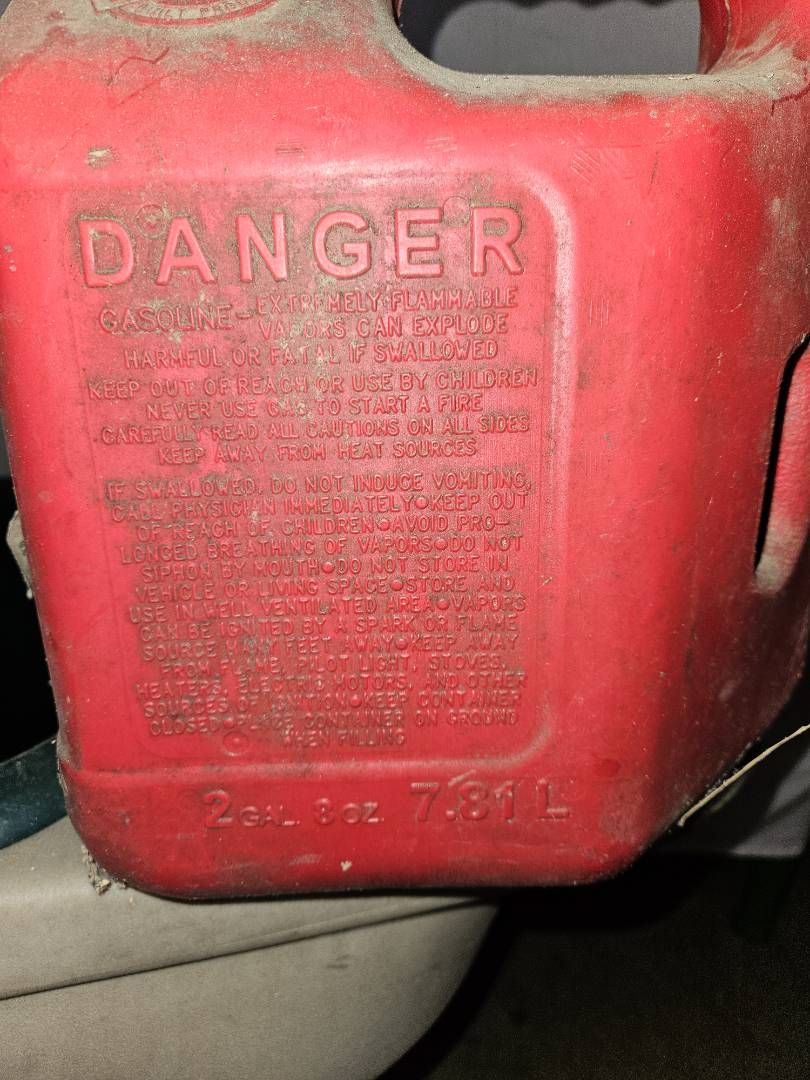 DANGER
GASOLINE - EXTREMELY FLAMMABLE
VAPORS CAN EXPLODE
HARMFUL OR FATAL IF SWALLOWED
KEEP OUT OF REACH OR USE BY CHILDREN
NEVER USE GAS TO START A FIRE
CAREFULLY READ ALL CAUTIONS ON ALL SIDES
KEEP AWAY FROM HEAT SOURCES
IF SWALLOWED, DO NOT INDUCE VOMITING,
CALL PHYSICIAN IMMEDIATELY•KEEP OUT
OF REACH OF CHILDREN•AVOID PRO-
LONGED BREATHING OF VAPORS•DO NOT
SIPHON BY MOUTH•DO NOT STORE IN
VEHICLE OR LIVING SPACE•STORE AND
USE IN WELL VENTILATED AREA•VAPORS
CAN BE IGNITED BY A SPARK OR FLAME
SOURCE MANY FEET AWAY•KEEP AWAY
FROM FLAME, PILOT LIGHT, STOVES,
HEATERS, ELECTRIC MOTORS, AND OTHER
SOURCES OF IGNITION•KEEP CONTAINER
CLOSED•PLACE CONTAINER ON GROUND
WHEN FILLING
2 GAL. 8 OZ. 7.81 L